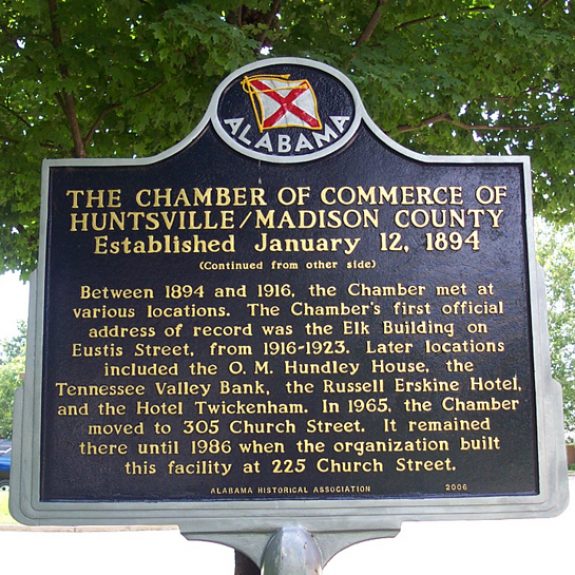 ALABAMA
THE CHAMBER OF COMMERCE OF
HUNTSVILLE/MADISON COUNTY
Established January 12, 1894
(Continued from other side)
Between 1894 and 1916, the Chamber met at
various locations. The Chamber's first official
address of record was the Elk Building on
Eustis Street, from 1916-1923. Later locations
included the O. M. Hundley House, the
Tennessee Valley Bank, the Russell Erskine Hotel,
and the Hotel Twickenham. In 1965, the Chamber
moved to 305 Church Street. It remained
there until 1986 when the organization built
this facility at 225 Church Street.
ALABAMA HISTORICAL ASSOCIATION 2006